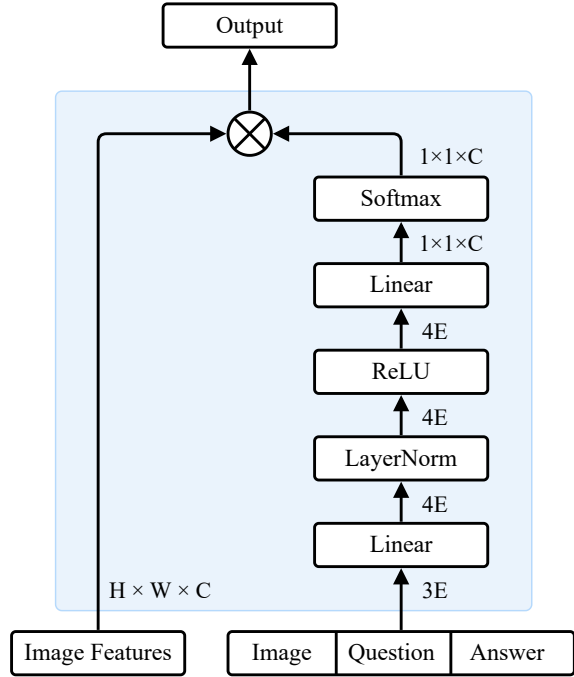 Output
1×1×C
Softmax
1×1×C
Linear
4E
ReLU
4E
LayerNorm
4E
Linear
H × W × C
3E
Image Features
Image Question Answer